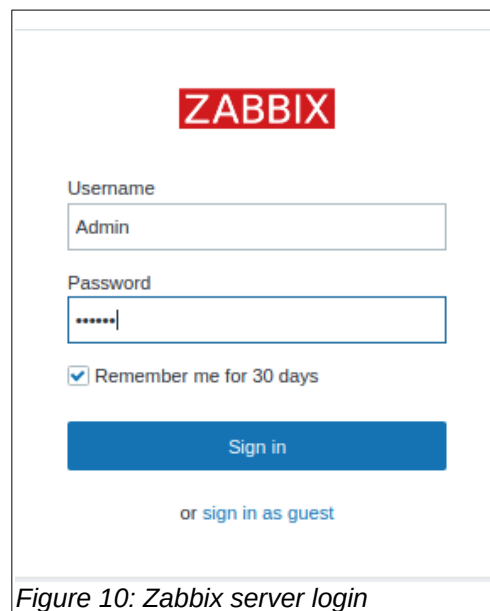 ZABBIX
Username
Admin
Password
••••••
Remember me for 30 days
Sign in
or sign in as guest
Figure 10: Zabbix server login